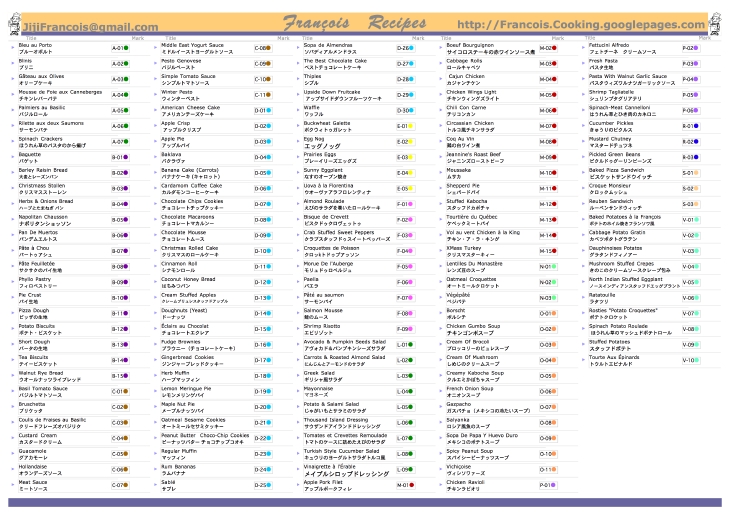 JijiFrancois@gmail.com
François Recipes
http://Francois.Cooking.googlepages.com
Title Mark
Bleu au Porto A-01
ブルーオポルト
Blinis A-02
ブリニ
Gâteau aux Olives A-03
オリーブケーキ
Mousse de Foie aux Canneberges A-04
チキンレバーパテ
Palmiers au Basilic A-05
バジルロール
Rillette aux deux Saumons A-06
サーモンパテ
Spinach Crackers A-07
ほうれん草のパスタのから揚げ
Baguette B-01
バゲット
Barley Raisin Bread B-02
大麦とレーズンパン
Christmass Stollen B-03
クリスマスストーレン
Herbs & Onions Bread B-04
ハーブとたまねぎ パン
Napolitan Chausson B-05
ナポリタンショッソン
Pan De Muertos B-06
パンデムエルトス
Pâte à Chou B-07
パートゥアシュ
Pâte Feuilletée B-08
サクサクのパイ生地
Phyllo Pastry B-09
フィロペストリー
Pie Crust B-10
パイ生地
Pizza Dough B-11
ピッザの生地
Potato Biscuits B-12
ポテト・ビスケット
Short Dough B-13
バータの生地
Tea Biscuits B-14
テイービスケット
Walnut Rye Bread B-15
ウオールナッツライブレッド
Basil Tomato Sauce C-01
バジルトマトソース
Bruschetta C-02
ブリケッタ
Coulis de Fraises au Basilic C-03
クリードフレーズオバジリク
Custard Cream C-04
カスタードクリーム
Guacamole C-05
グアカモーレ
Hollandaise C-06
オランデーズソース
Meat Sauce C-07
ミートソース
Title Mark
Middle East Yogurt Sauce C-08
ミドルイーストヨーグルトソース
Pesto Genovese C-09
バジルペースト
Simple Tomato Sauce C-10
シンプルトマトソース
Winter Pesto C-11
ウィンターペスト
American Cheese Cake D-01
アメリカンチーズケーキ
Apple Crisp D-02
アップルクリスプ
Apple Pie D-03
アップルパイ
Baklava D-04
バクラヴァ
Banana Cake (Carrots) D-05
バナナケーキ (キャロット)
Cardamom Coffee Cake D-06
カルダモンコーヒーケーキ
Chocolate Chips Cookies D-07
チョコレートチップクッキー
Chocolate Macaroons D-08
チョコレートマカルシー
Chocolate Mousse D-09
チョコレートムース
Christmas Rolled Cake D-10
クリスマスのロールケーキ
Cinnamon Roll D-11
シナモンロール
Coconut Honey Bread D-12
はちみつパン
Cream Stuffed Apples D-13
クレームブリュレスタッフドアップル
Doughnuts (Yeast) D-14
ドーナッツ
Éclairs au Chocolat D-15
チョコレートエクレア
Fudge Brownies D-16
ブラウニー (チョコレートケーキ)
Gingerbread Cookies D-17
ジンジャーブレッドクッキー
Herb Muffin D-18
ハーブマッフィン
Lemon Meringue Pie D-19
レモンメリンゲパイ
Maple Nut Pie D-20
メープルナッツパイ
Oatmeal Sesame Cookies D-21
オートミールセサミクッキー
Peanut Butter Choco-Chip Cookies D-22
ピーナッツバター チョコチップコオキ
Regular Muffin D-23
マッフィン
Rum Bananas D-24
ラムバナナ
Sablé D-25
サブレ
Title Mark
Sopa de Almendras D-26
ソパディアルメンドラス
The Best Chocolate Cake D-27
ベストチョコレートケーキ
Thiples D-28
シプル
Upside Down Fruitcake D-29
アップサイドダウンフルーツケーキ
Waffle D-30
ワッフル
Buckwheat Galette E-01
ボクウィトゥガレット
Egg Nog E-02
エッグノッグ
Prairies Eggs E-03
プレーイリーズエッグズ
Sunny Eggplant E-04
なすのオーブン焼き
Uova à la Fiorentina E-05
ウオーヴァアラフロレンティナ
Almond Roulade F-01
えびのサラダを巻いたロールケーキ
Bisque de Crevett F-02
ビスクドゥクロヴェットゥ
Crab Stuffed Sweet Peppers F-03
クラブスタッフドゥスイートペッパーズ
Croquettes de Poisson F-04
クロットドゥプアッソン
Morue De l'Auberge F-05
モリュドゥロベルジュ
Paella F-06
パエラ
Pâté au saumon F-07
サーモンパイ
Salmon Mousse F-08
鮭のムース
Shrimp Risotto F-09
エビリゾット
Avocado & Pumpkin Seeds Salad L-01
アヴォカド&パンプキンシーズサラダ
Carrots & Roasted Almond Salad L-02
にんじんとアーモンドのサラダ
Greek Salad L-03
ギリシャ風サラダ
Mayonnaise L-04
マヨネーズ
Potato & Salami Salad L-05
じゃがいもとサラミのサラダ
Thousand Island Dressing L-06
サウザンドアイランドドレッシング
Tomates et Crevettes Remoulade L-07
トマトのケースに詰めたえびのサラダ
Turkish Style Cucumber Salad L-08
キュウリのヨーグルトサラダトルコ風
Vinaigrette à l'Érable L-09
メイプルシロップドレッシング
Apple Pork Filet M-01
アップルポークフィレ
Title Mark
Boeuf Bourguignon M-02
サイコロステーキのホワインソース煮
Cabbage Rolls M-03
ロールキャベツ
Cajun Chicken M-04
カジャンチキン
Chicken Wings Light M-05
チキンウィングズライト
Chili Con Carne M-06
チリコンカン
Circassien Chicken M-07
トルコ風チキンサラダ
Coq Au Vin M-08
鶏の白ワイン煮
Jeannine's Roast Beef M-09
ジャニーンズローストビーフ
Moussaka M-10
ムサカ
Sheppard Pie M-11
シェパードパイ
Stuffed Kabocha M-12
スタッフドカボチャ
Tourtière du Québec M-13
ケベックミートパイ
Vol au vent Chicken à la King M-14
チキン・ア・ラ・キング
XMass Turkey M-15
クリスマスターキィー
Lentilles Du Monastère N-01
レンズ豆のスープ
Oatmeal Croquettes N-02
オートミールクロケット
Végépâté N-03
ベジパテ
Borscht O-01
ボルシチ
Chicken Gumbo Soup O-02
チキンゴンボスープ
Cream Of Brocoli O-03
ブロッコリーのピュレスープ
Cream Of Mushroom O-04
しめじのクリームスープ
Creamy Kabocha Soup O-05
クルエミかぼちゃスープ
French Onion Soup O-06
オニオンスープ
Gazpacho O-07
ガスパチョ (メキシコの冷たいスープ)
Salyanka O-08
ロシア風魚のスープ
Sopa De Papa Y Huevo Duro O-09
メキシコのポテトスープ
Spicy Peanut Soup O-10
スパイシーピーナッツスープ
Vichyçoise O-11
ヴィシソワァーズ
Chicken Ravioli P-01
チキンラビオリ
Title Mark
Fettucini Alfredo P-02
フェトチーネ クリームソース
Fresh Pasta P-03
パスタ生地
Pasta With Walnut Garlic Sauce P-04
パスタウィズワルナッツガーリックソース
Shrimp Tagliatelle P-05
シュリンプタグリアテリ
Spinach-Meat Cannelloni P-06
ほうれん草とひき肉のカネロニ
Cucumber Pickles R-01
きゅうりのピクルス
Mustard Chutney R-02
マスタードチュツネ
Pickled Green Beans R-03
ピクルドゥグーリンビーンズ
Baked Pizza Sandwich S-01
ピスケットサンドウィッチ
Croque Monsieur S-02
クロックムッシュ
Reuben Sandwich S-03
ルーベンサンドウィチュ
Baked Potatoes à la François V-01
ポテトのホイル焼きフランソワ風
Cabbage Potato Gratin V-02
カベツポタトグラテン
Dauphinoises Potatos V-03
グラタンドフィノアー
Mushroom Stuffed Crepes V-04
きのこのクリームソースクレープ包み
North Indian Stuffed Eggplant V-05
ノースインディアンスタッフドエッグプラント
Ratatouille V-06
ラタツリ
Rosties "Potato Croquettes" V-07
ポテトクロケット
Spinach Potato Roulade V-08
ほうれん草のマッシュドポテト包み
Stuffed Potatoes V-09
スタッフドポテト
Tourte Aux Épinards V-10
トウルトエピナルド